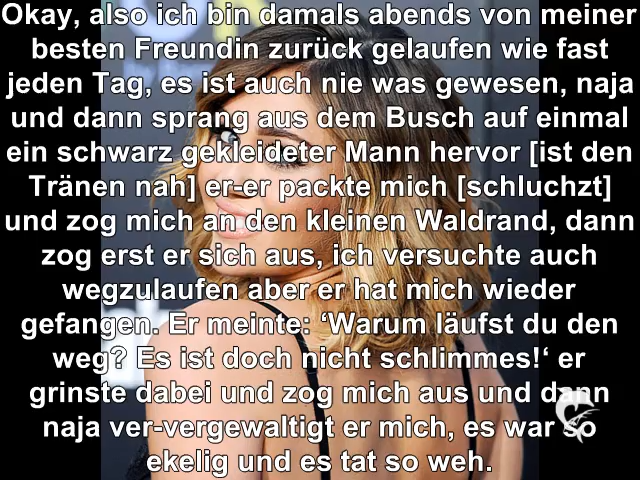 Okay, also ich bin damals abends von meiner
besten Freundin zurück gelaufen wie fast
jeden Tag, es ist auch nie was gewesen, naja
und dann sprang aus dem Busch auf einmal
ein schwarz gekleideter Mann hervor [ist den
Tränen nah] er-er packte mich [schluchzt]
und zog mich an den kleinen Waldrand, dann
zog erst er sich aus, ich versuchte auch
wegzulaufen aber er hat mich wieder
gefangen. Er meinte: ‘Warum läufst du den
weg? Es ist doch nicht schlimmes!‘ er
grinste dabei und zog mich aus und dann
naja ver-vergewaltigt er mich, es war so
ekelig und es tat so weh.